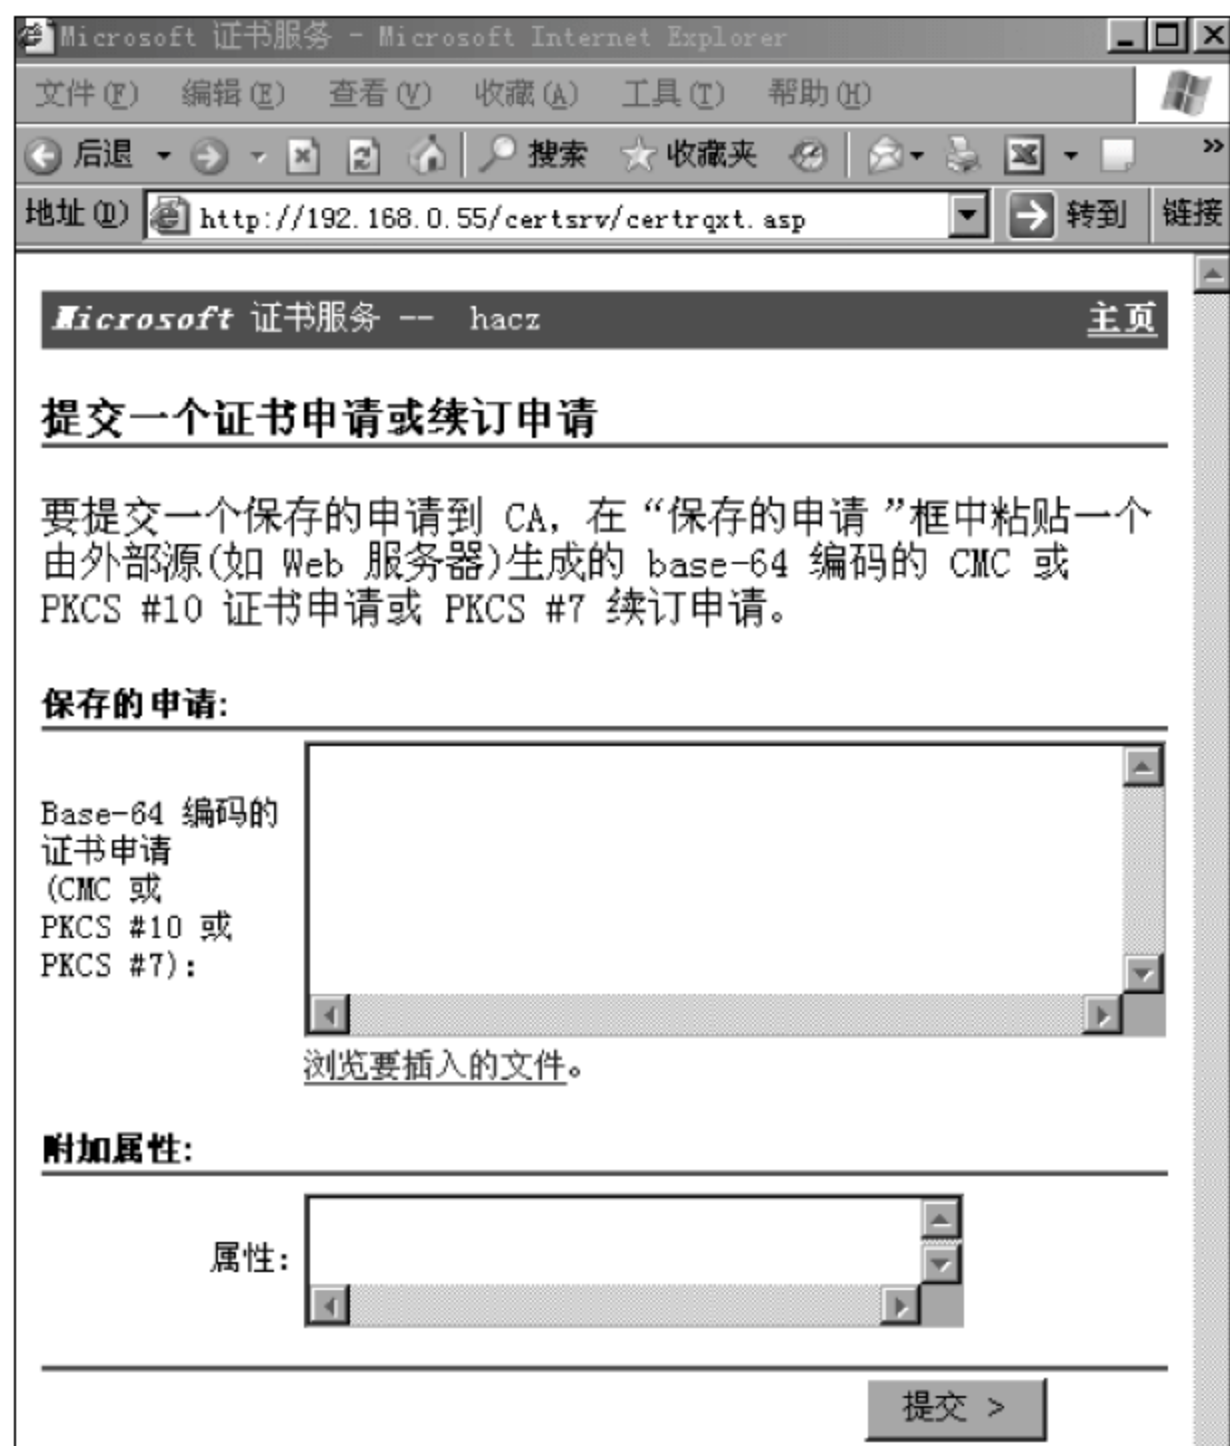 Microsoft 证书服务 - Microsoft Internet Explorer
文件(F) 编辑(E) 查看(V) 收藏(A) 工具(T) 帮助(H)
后退 搜索 收藏夹 »
地址(D) http://192.168.0.55/certsrv/certrqxt.asp 转到 链接
Microsoft 证书服务 -- hacz 主页
提交一个证书申请或续订申请
要提交一个保存的申请到 CA, 在“保存的申请 ”框中粘贴一个
由外部源(如 Web 服务器)生成的 base-64 编码的 CMC 或
PKCS #10 证书申请或 PKCS #7 续订申请。
保存的申请:
Base-64 编码的
证书申请
(CMC 或
PKCS #10 或
PKCS #7):
浏览要插入的文件。
附加属性:
属性:
提交 >